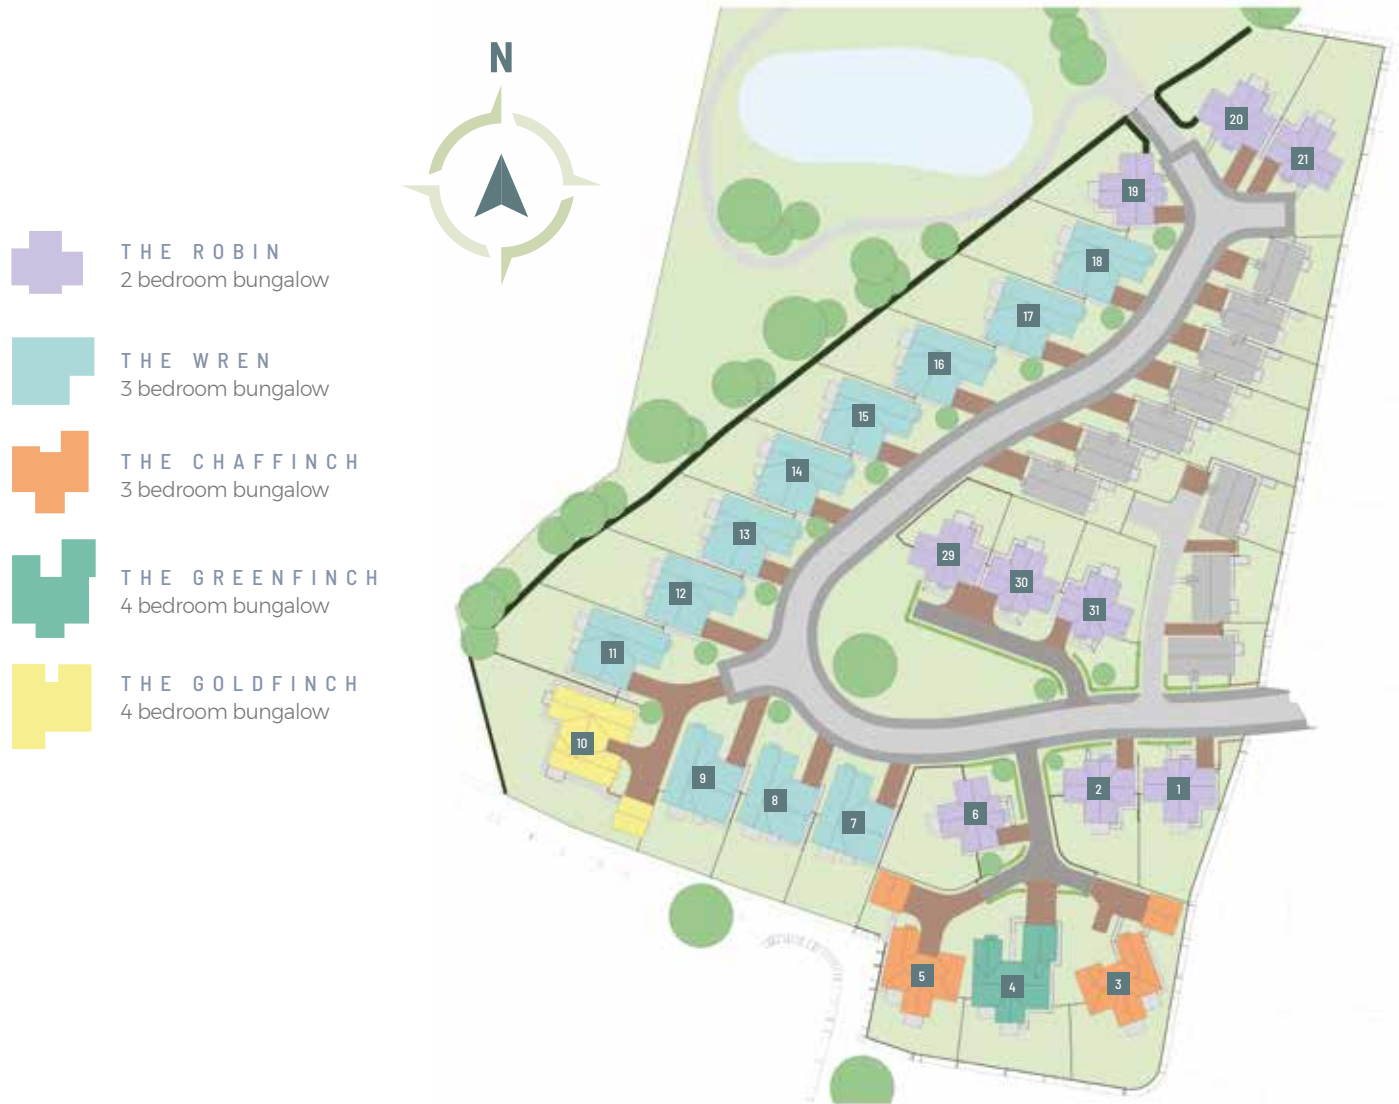 N
THE ROBIN
2 bedroom bungalow
THE WREN
3 bedroom bungalow
THE CHAFFINCH
3 bedroom bungalow
THE GREENFINCH
4 bedroom bungalow
THE GOLDFINCH
4 bedroom bungalow
20
21
19
18
17
16
15
14
13
12
11
10
9
8
7
29
30
31
6
2
1
5
4
3